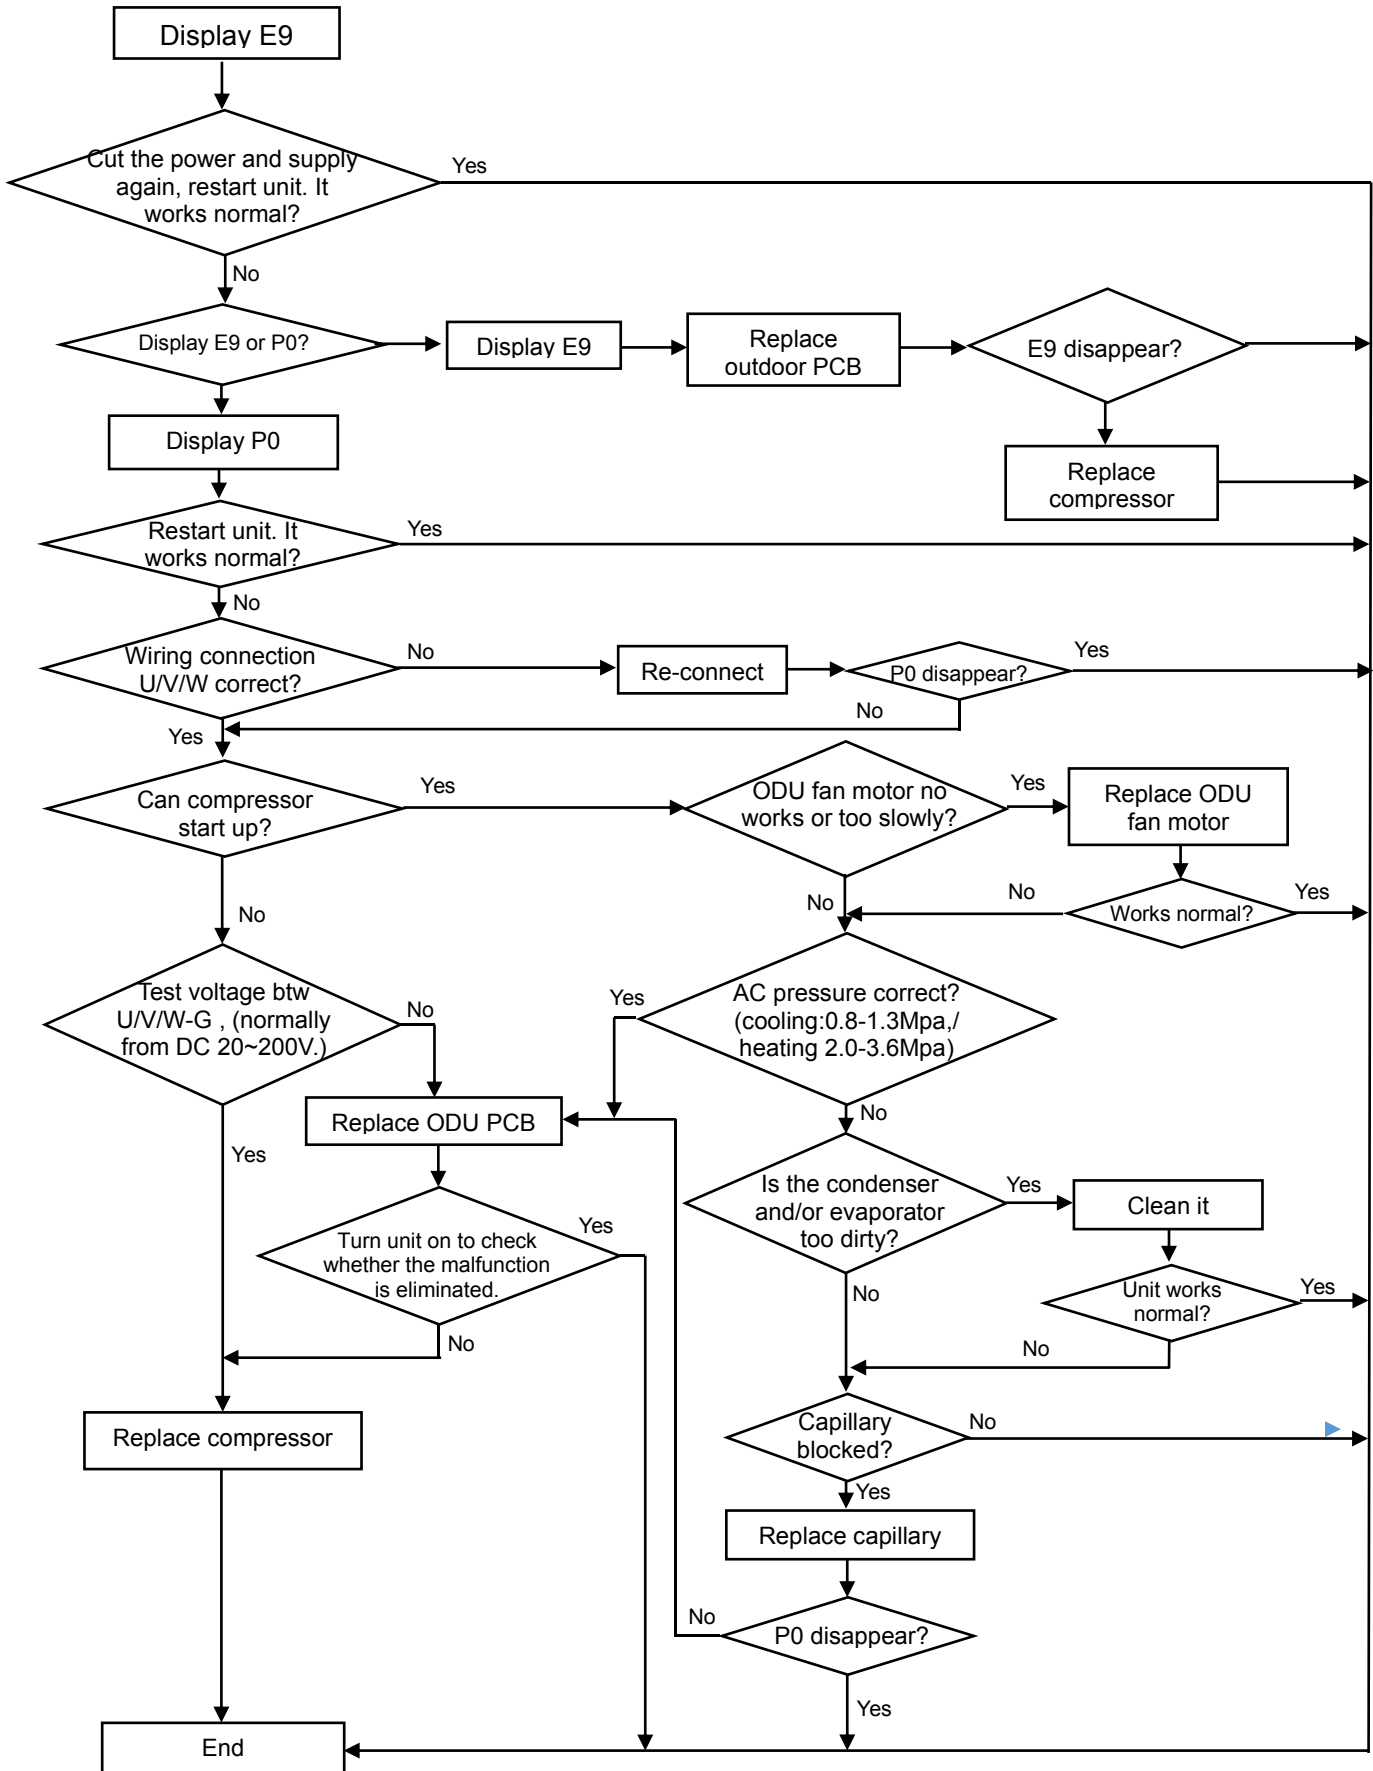 Display E9
Cut the power and supply
again, restart unit. It
works normal?
Yes
No
Display E9 or P0?
Display E9
Replace
outdoor PCB
E9 disappear?
Replace
compressor
Display P0
Restart unit. It
works normal?
Yes
No
Wiring connection
U/V/W correct?
No
Re-connect
P0 disappear?
Yes
No
Yes
Can compressor
start up?
Yes
ODU fan motor no
works or too slowly?
Yes
Replace ODU
fan motor
No
No
Works normal?
Yes
No
Test voltage btw
U/V/W-G , (normally
from DC 20~200V.)
No
Yes
AC pressure correct?
(cooling:0.8-1.3Mpa,/
heating 2.0-3.6Mpa)
Replace ODU PCB
No
Yes
Is the condenser
and/or evaporator
too dirty?
Yes
Clean it
Turn unit on to check
whether the malfunction
is eliminated.
Yes
No
Unit works
normal?
Yes
No
No
Capillary
blocked?
No
Replace compressor
Yes
Replace capillary
No
P0 disappear?
Yes
End